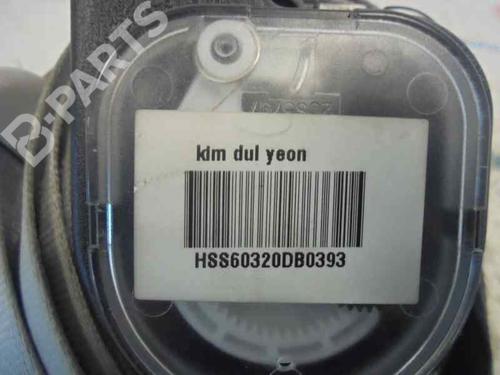 B-PARTS
kim dul yeon
HSS60320DB0393